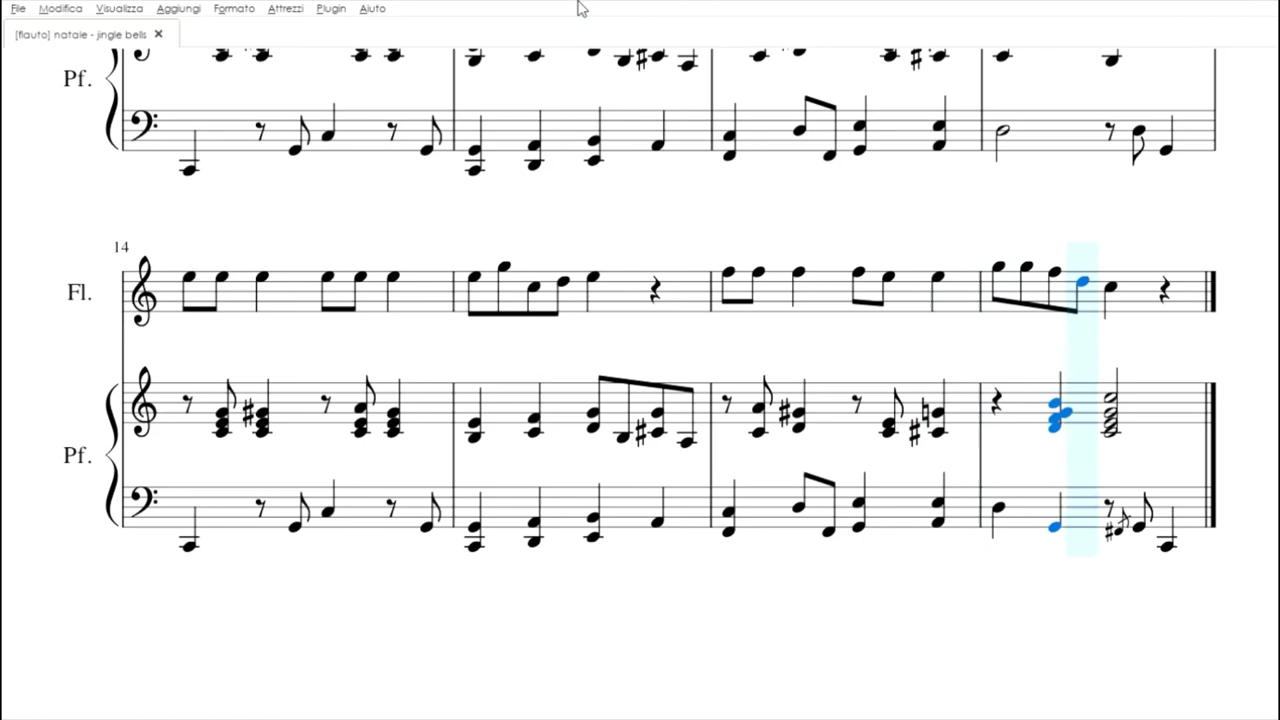 File Modifica Visualizza Aggiungi Formato Attrezzi Plugin Aiuto
[flauto] natale - jingle bells
Pf.
14
Fl.
Pf.